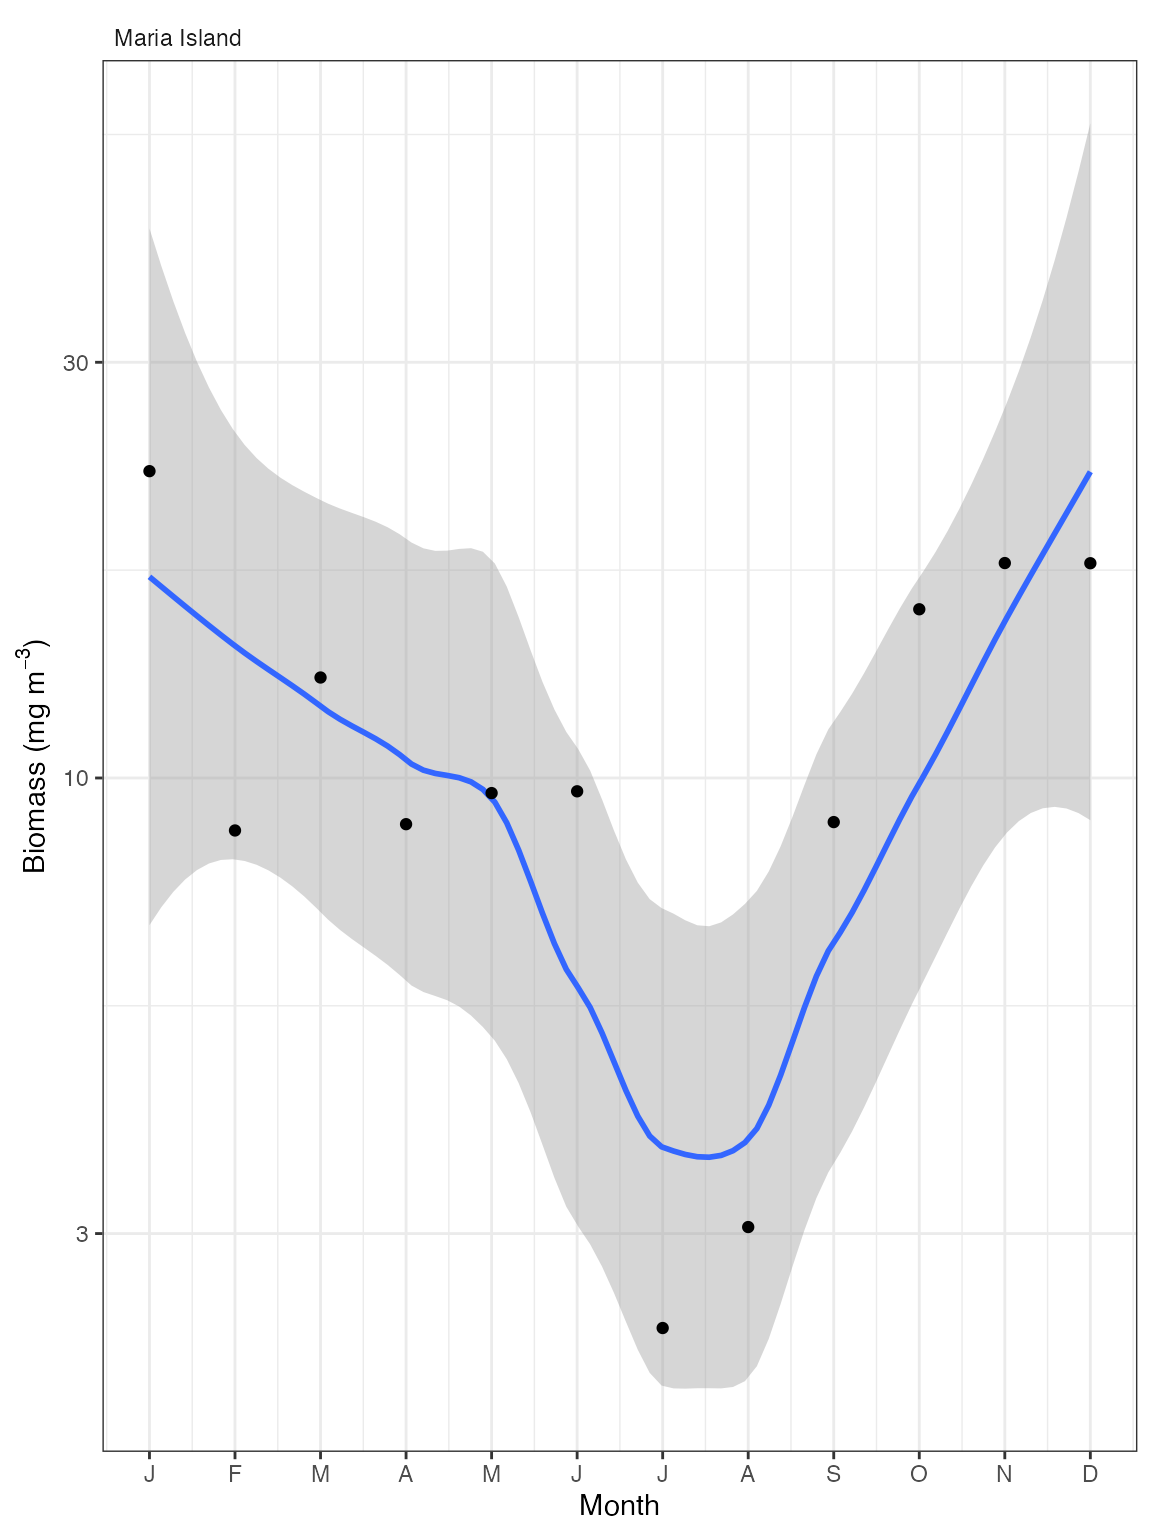 Maria Island
30
10
3
Biomass (mg m⁻³)
J F M A M J J A S O N D
Month